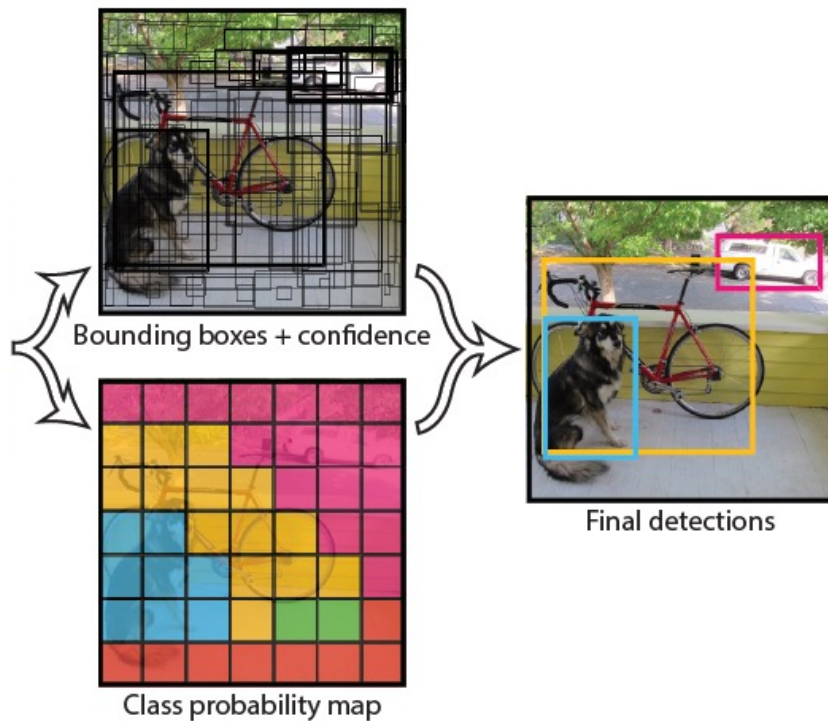 Bounding boxes + confidence
Final detections
Class probability map